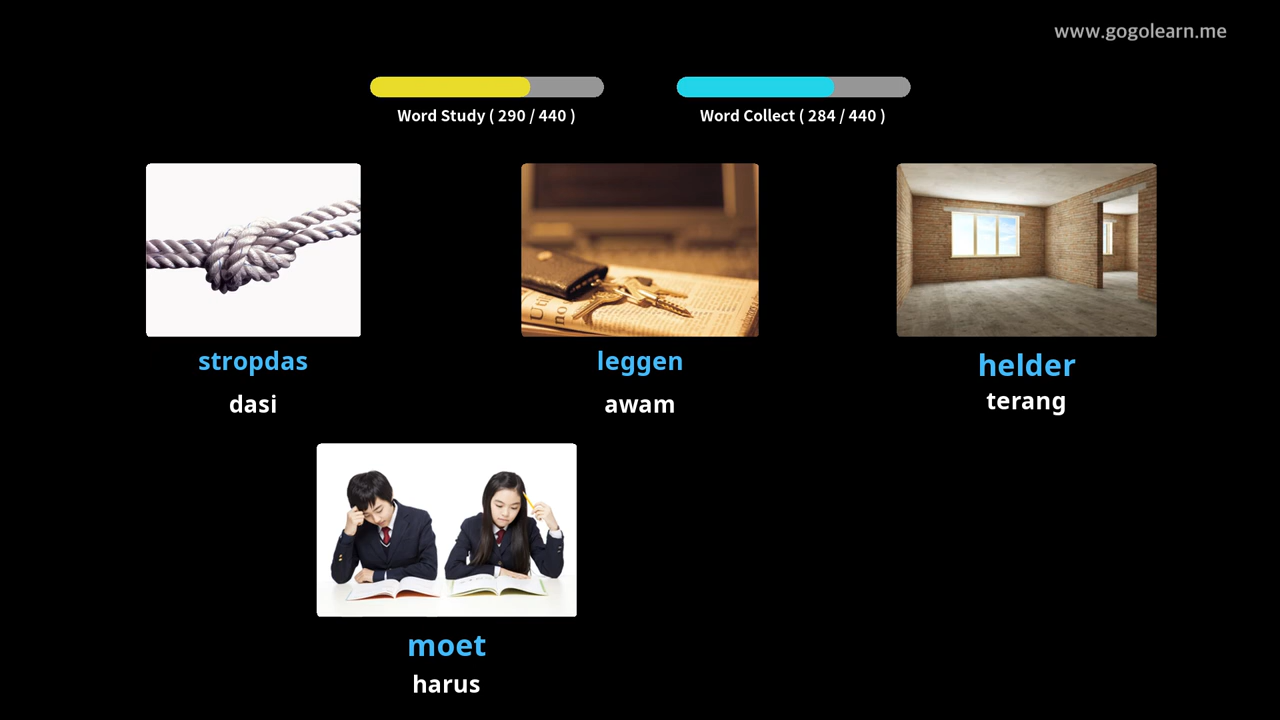 www.gogolearn.me
Word Study ( 290 / 440 )
Word Collect ( 284 / 440 )
stropdas
dasi
leggen
awam
helder
terang
moet
harus